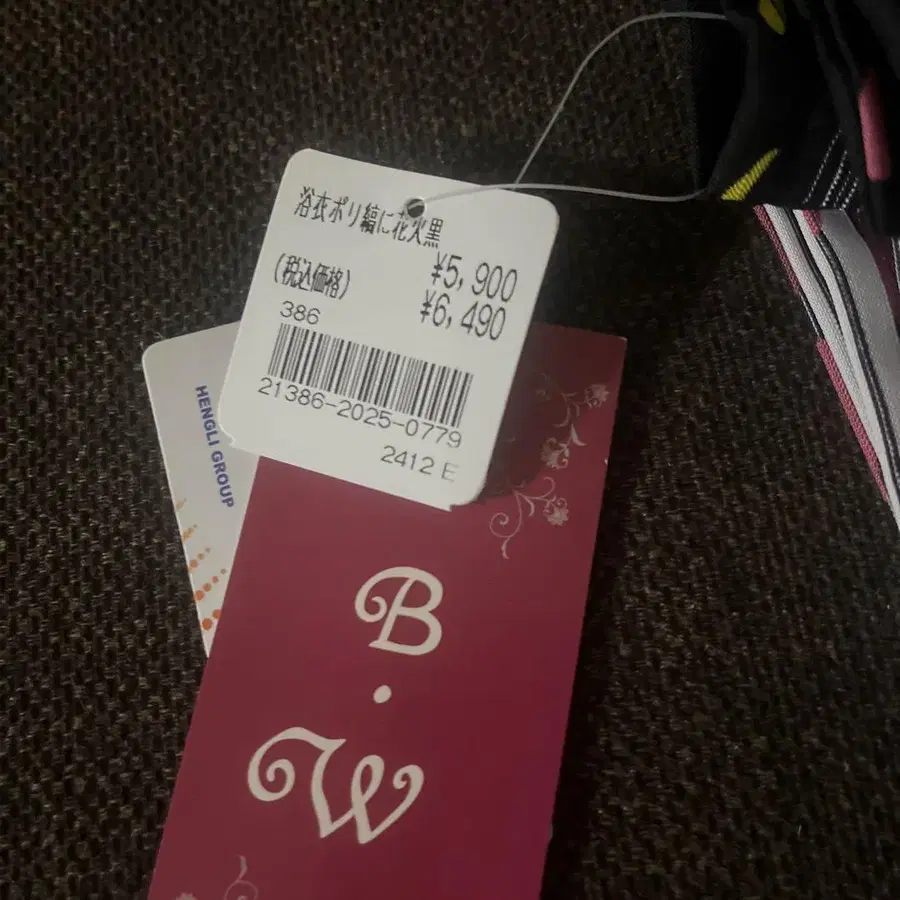 浴衣ポリ縞に花火黒
¥5,900
(税込価格)
¥6,490
386
21386-2025-0779
2412 E
HENGLI GROUP
B
·
W